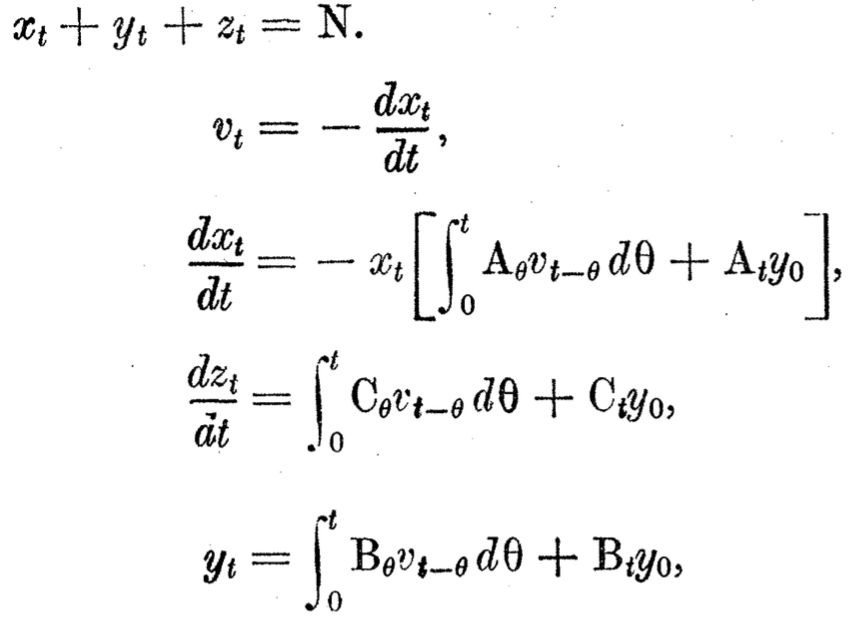 x_t + y_t + z_t = N.
v_t = − dx_t/dt,
dx_t/dt = − x_t [∫_0^t A_θ v_{t−θ} dθ + A_t y_0],
dz_t/dt = ∫_0^t C_θ v_{t−θ} dθ + C_t y_0,
y_t = ∫_0^t B_θ v_{t−θ} dθ + B_t y_0,